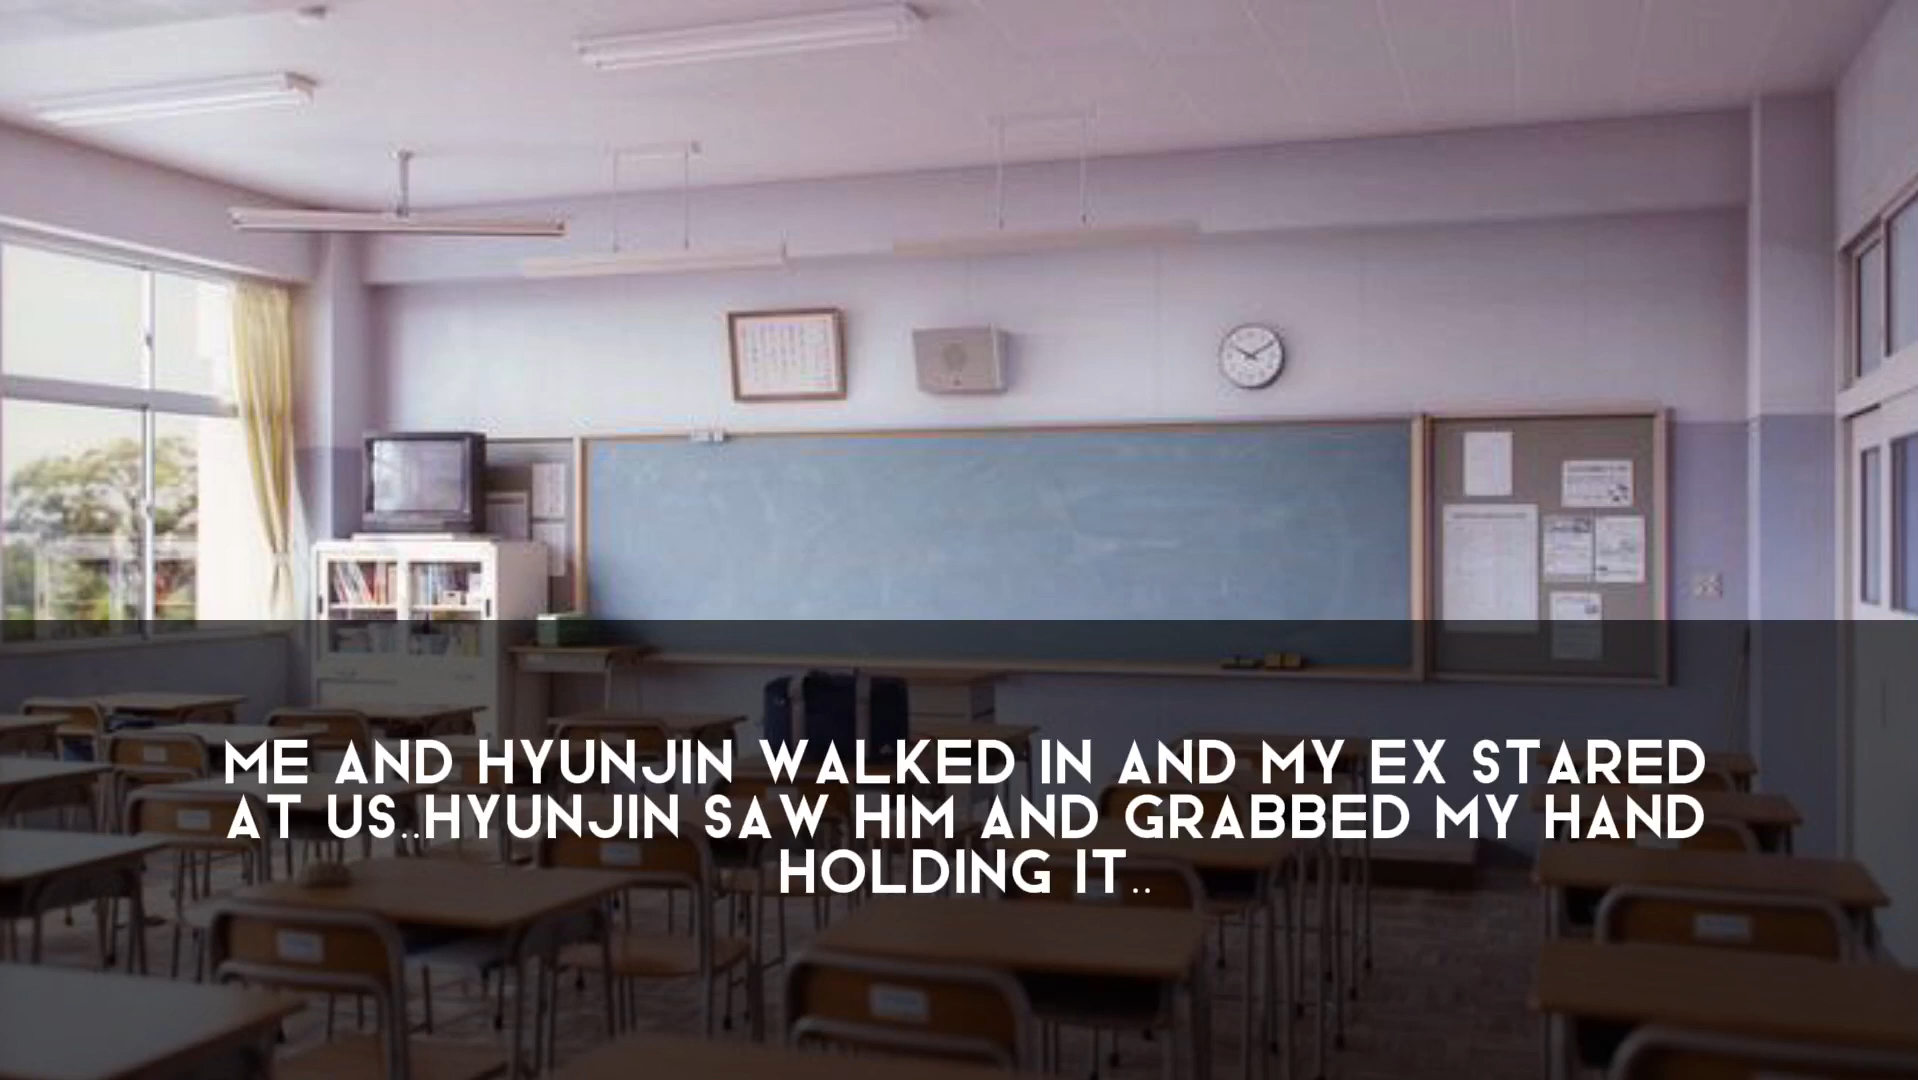 ME AND HYUNJIN WALKED IN AND MY EX STARED
AT US..HYUNJIN SAW HIM AND GRABBED MY HAND
HOLDING IT..